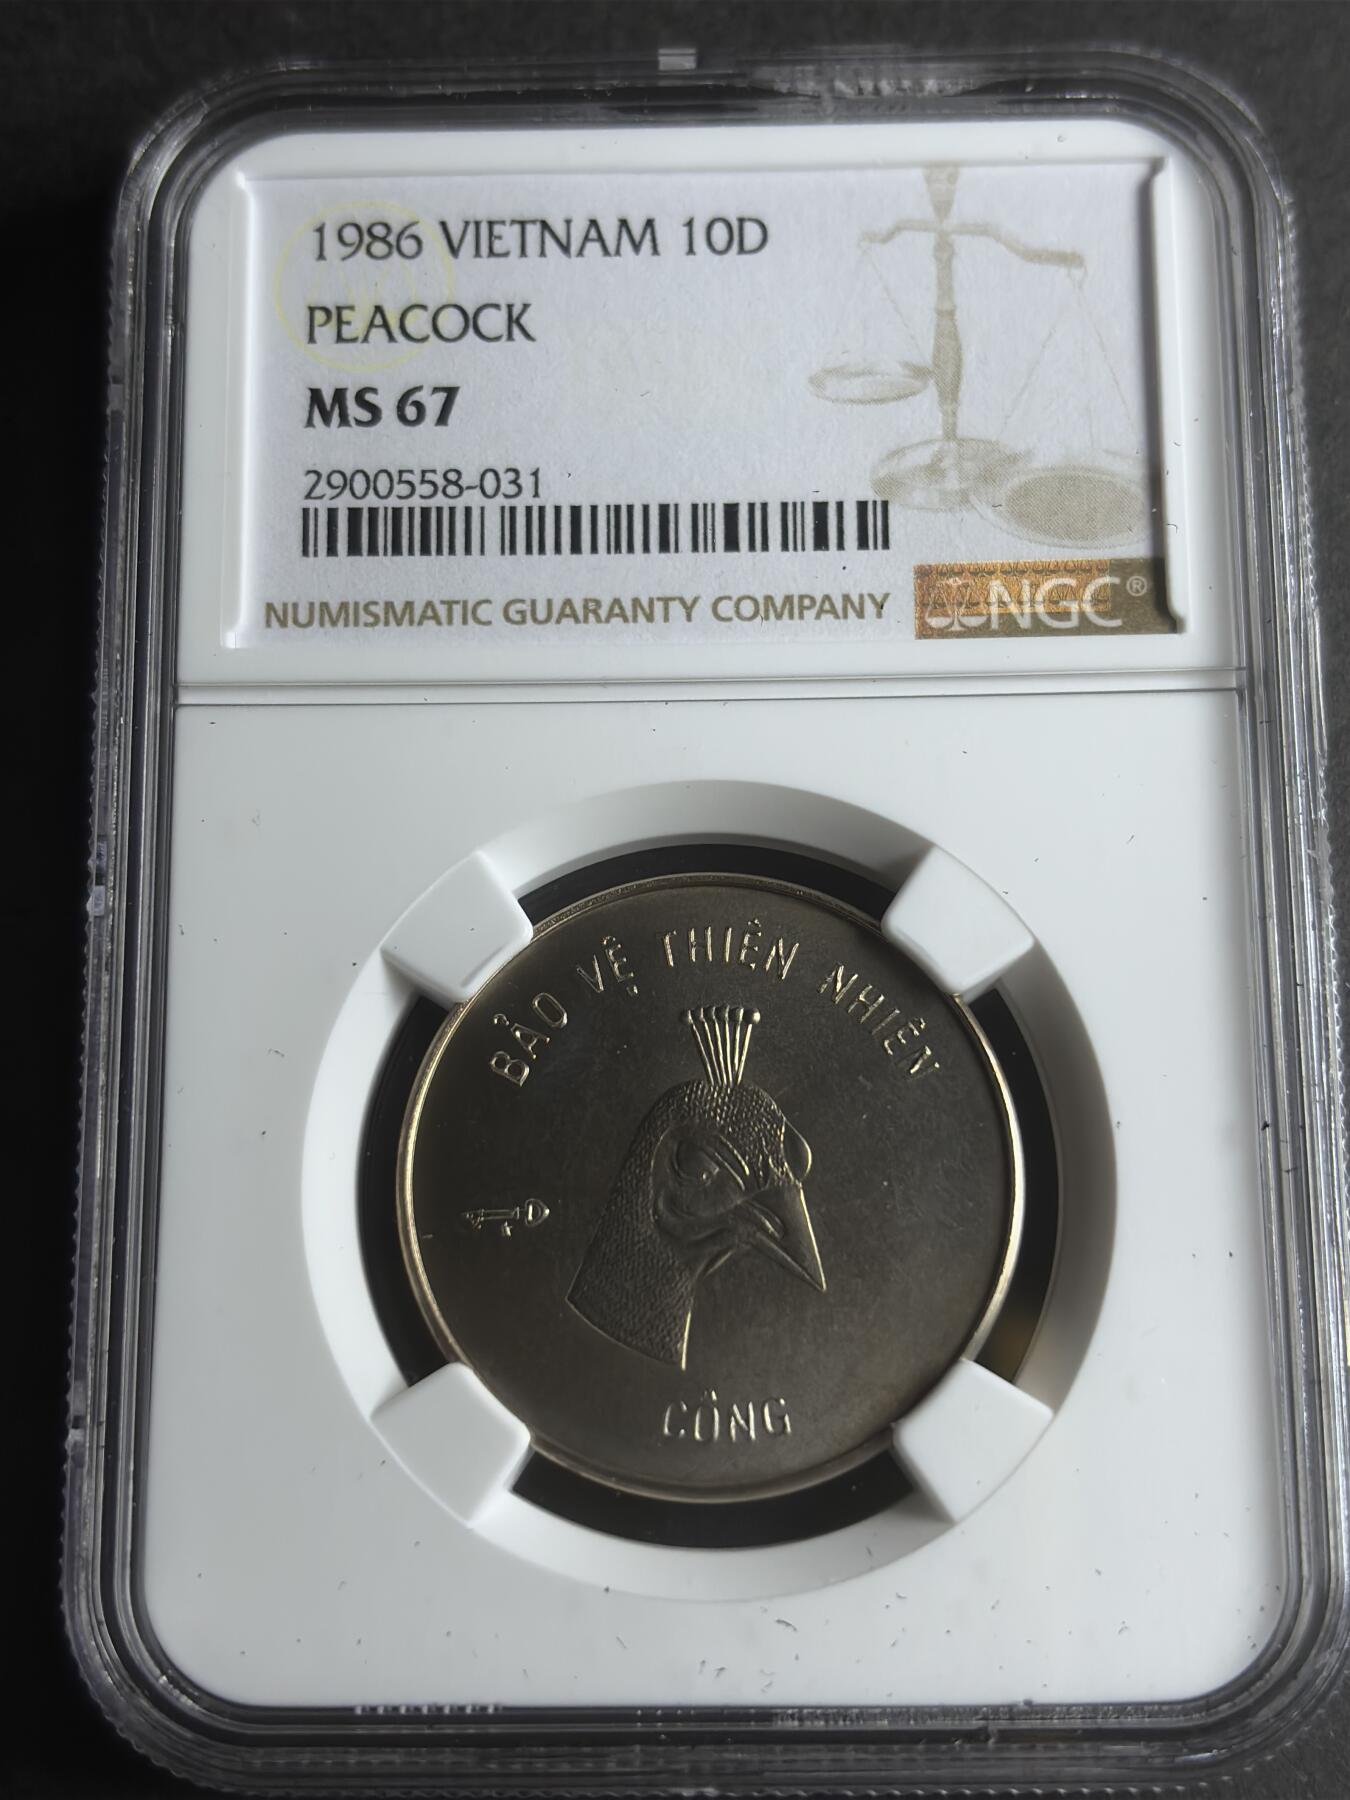 1986 VIETNAM 10D
PEACOCK
MS 67
2900558-031
NUMISMATIC GUARANTY COMPANY
NGC®
BẢO VỆ THIÊN NHIÊN
CÔNG